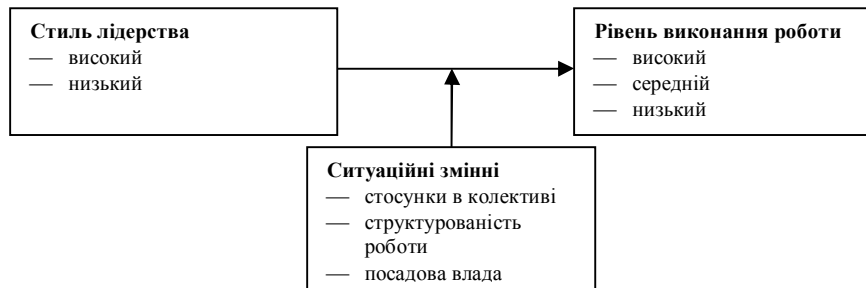 Стиль лідерства
— високий
— низький
Рівень виконання роботи
— високий
— середній
— низький
Ситуаційні змінні
— стосунки в колективі
— структурованість
роботи
— посадова влада